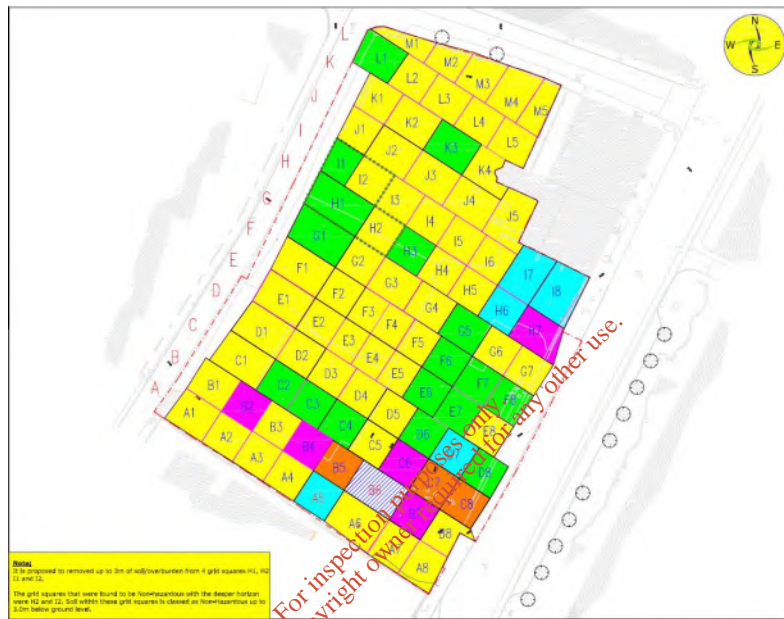 N
W E
S
L
K
J
I
H
G
F
E
D
C
B
A
M1
M2
M3
M4
M5
L1
L2
L3
L4
L5
K1
K2
K3
K4
J1
J2
J3
J4
J5
I1
I2
I3
I4
I5
I6
I7
I8
H1
H2
H3
H4
H5
H6
H7
G1
G2
G3
G4
G5
G6
G7
F1
F2
F3
F4
F5
F6
F7
F8
E1
E2
E3
E4
E5
E6
E7
E8
D1
D2
D3
D4
D5
D6
D8
C1
C2
C3
C4
C5
C6
C7
C8
B1
B2
B3
B4
B5
B6
B7
B8
A1
A2
A3
A4
A5
A6
A7
A8
For inspection purposes only
pyright owner required for any other use.
Notes:
It is proposed to removed up to 3m of soil/overburden from 4 grid squares H1, H2
I1 and I2.
The grid squares that were found to be Non-hazardous with the deeper horizon
were H2 and I2. Soil within these grid squares is classed as Non-Hazardous up to
3.0m below ground level.